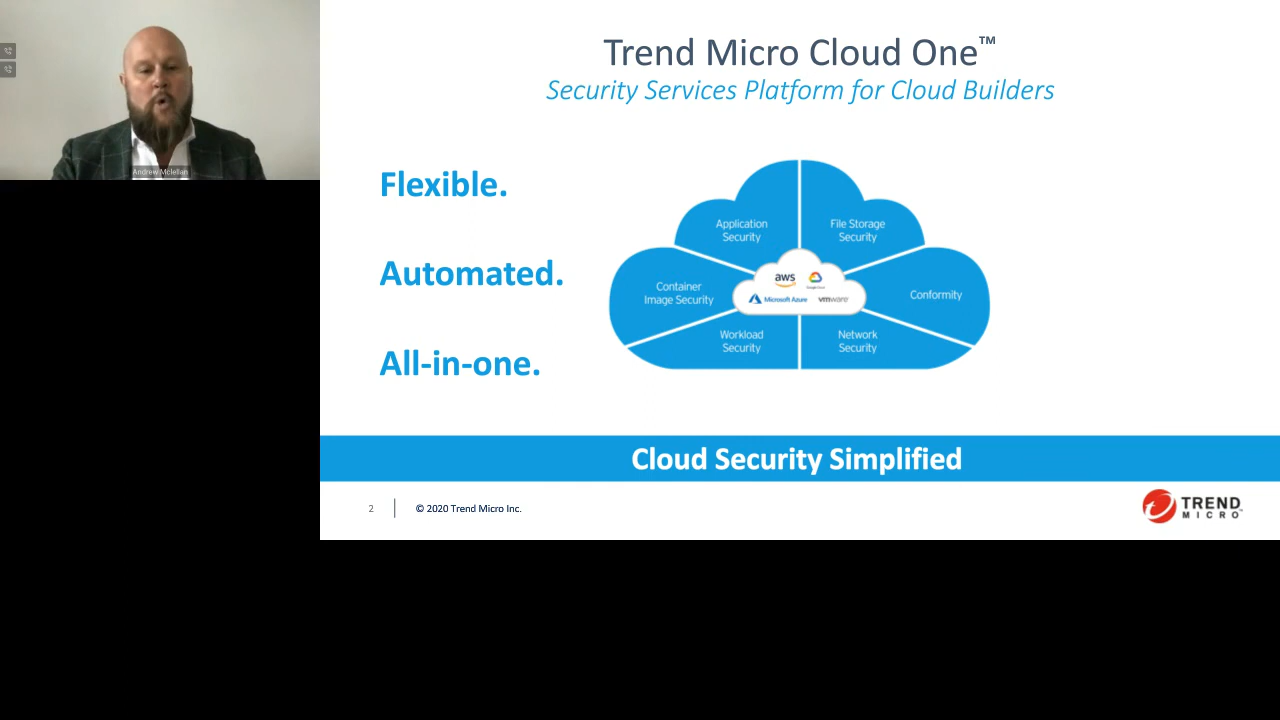 Andrew Mclellan
Trend Micro Cloud One™
Security Services Platform for Cloud Builders
Flexible.
Automated.
All-in-one.
Application
Security
File Storage
Security
Container
Image Security
aws
Google Cloud
Microsoft Azure
vmware
Conformity
Workload
Security
Network
Security
Cloud Security Simplified
2
© 2020 Trend Micro Inc.
TREND
MICRO